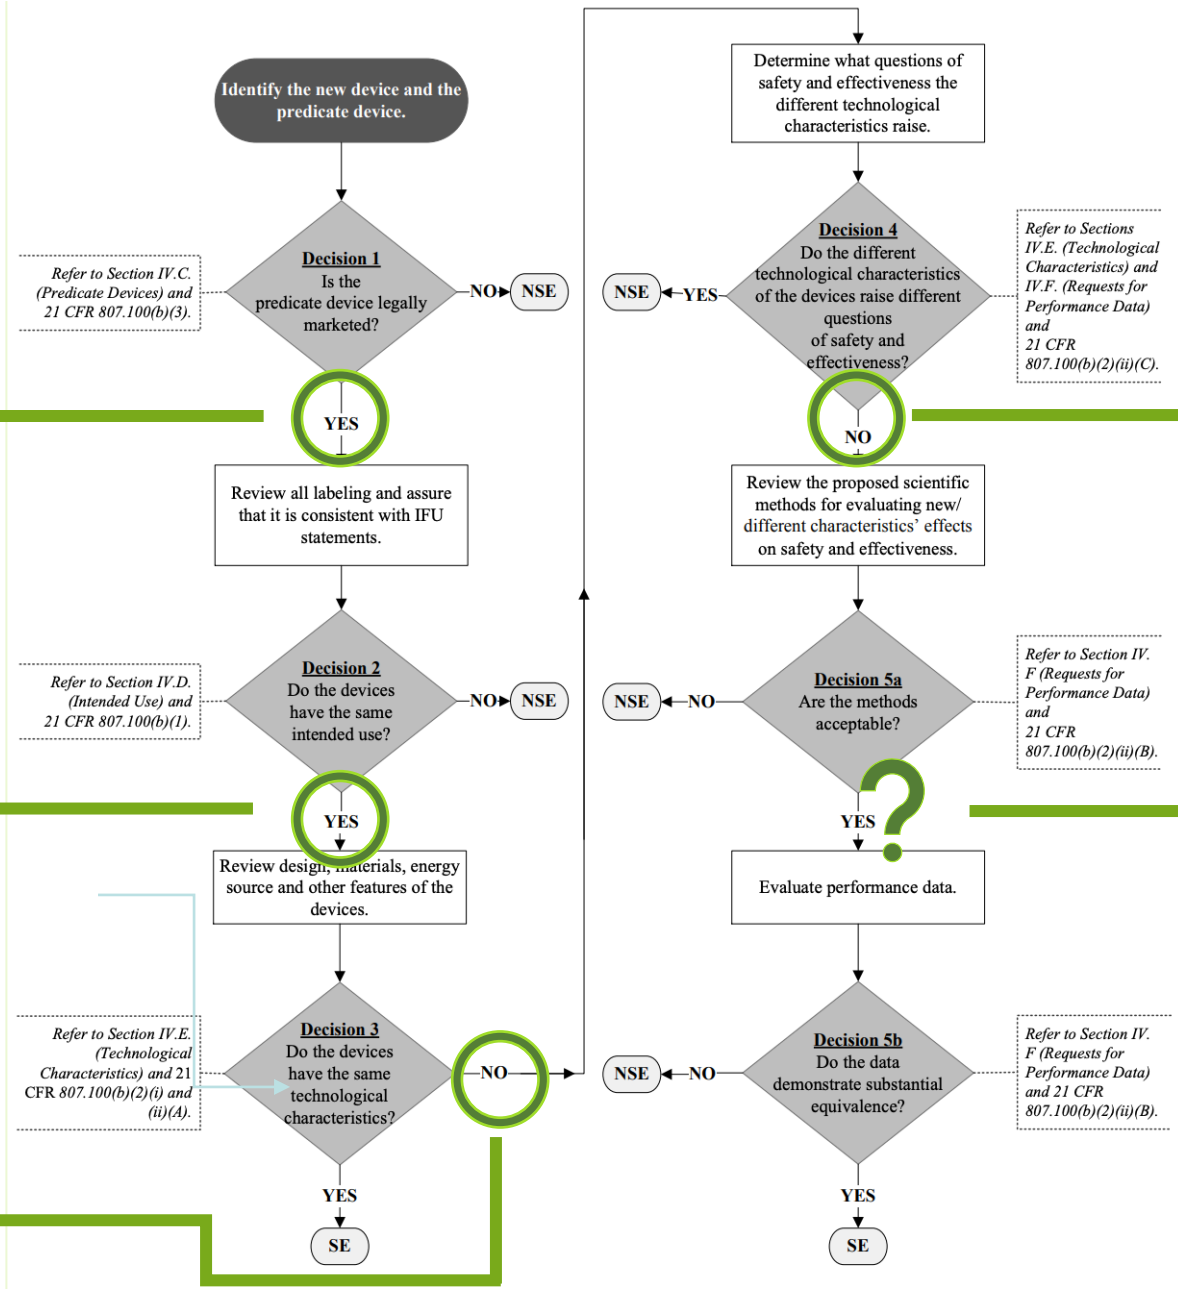 Identify the new device and the
predicate device.
Decision 1
Is the
predicate device legally
marketed?
Refer to Section IV.C.
(Predicate Devices) and
21 CFR 807.100(b)(3).
NO
NSE
YES
Review all labeling and assure
that it is consistent with IFU
statements.
Decision 2
Do the devices
have the same
intended use?
Refer to Section IV.D.
(Intended Use) and
21 CFR 807.100(b)(1).
NO
NSE
YES
Review design, materials, energy
source and other features of the
devices.
Decision 3
Do the devices
have the same
technological
characteristics?
Refer to Section IV.E.
(Technological
Characteristics) and 21
CFR 807.100(b)(2)(i) and
(ii)(A).
NO
YES
SE
Determine what questions of
safety and effectiveness the
different technological
characteristics raise.
Decision 4
Do the different
technological characteristics
of the devices raise different
questions
of safety and
effectiveness?
Refer to Sections
IV.E. (Technological
Characteristics) and
IV.F. (Requests for
Performance Data)
and
21 CFR
807.100(b)(2)(ii)(C).
YES
NSE
NO
Review the proposed scientific
methods for evaluating new/
different characteristics’ effects
on safety and effectiveness.
Decision 5a
Are the methods
acceptable?
Refer to Section IV.
F (Requests for
Performance Data)
and
21 CFR
807.100(b)(2)(ii)(B).
NO
NSE
YES
?
Evaluate performance data.
Decision 5b
Do the data
demonstrate substantial
equivalence?
Refer to Section IV.
F (Requests for
Performance Data)
and 21 CFR
807.100(b)(2)(ii)(B).
NO
NSE
YES
SE